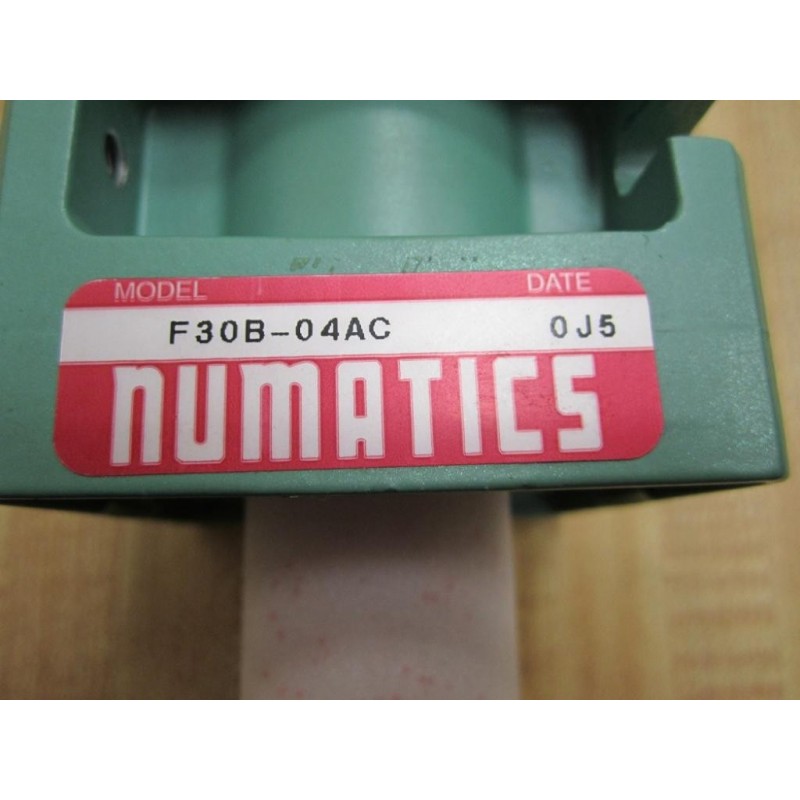 MODEL DATE
F30B-04AC 0J5
NUMATICS